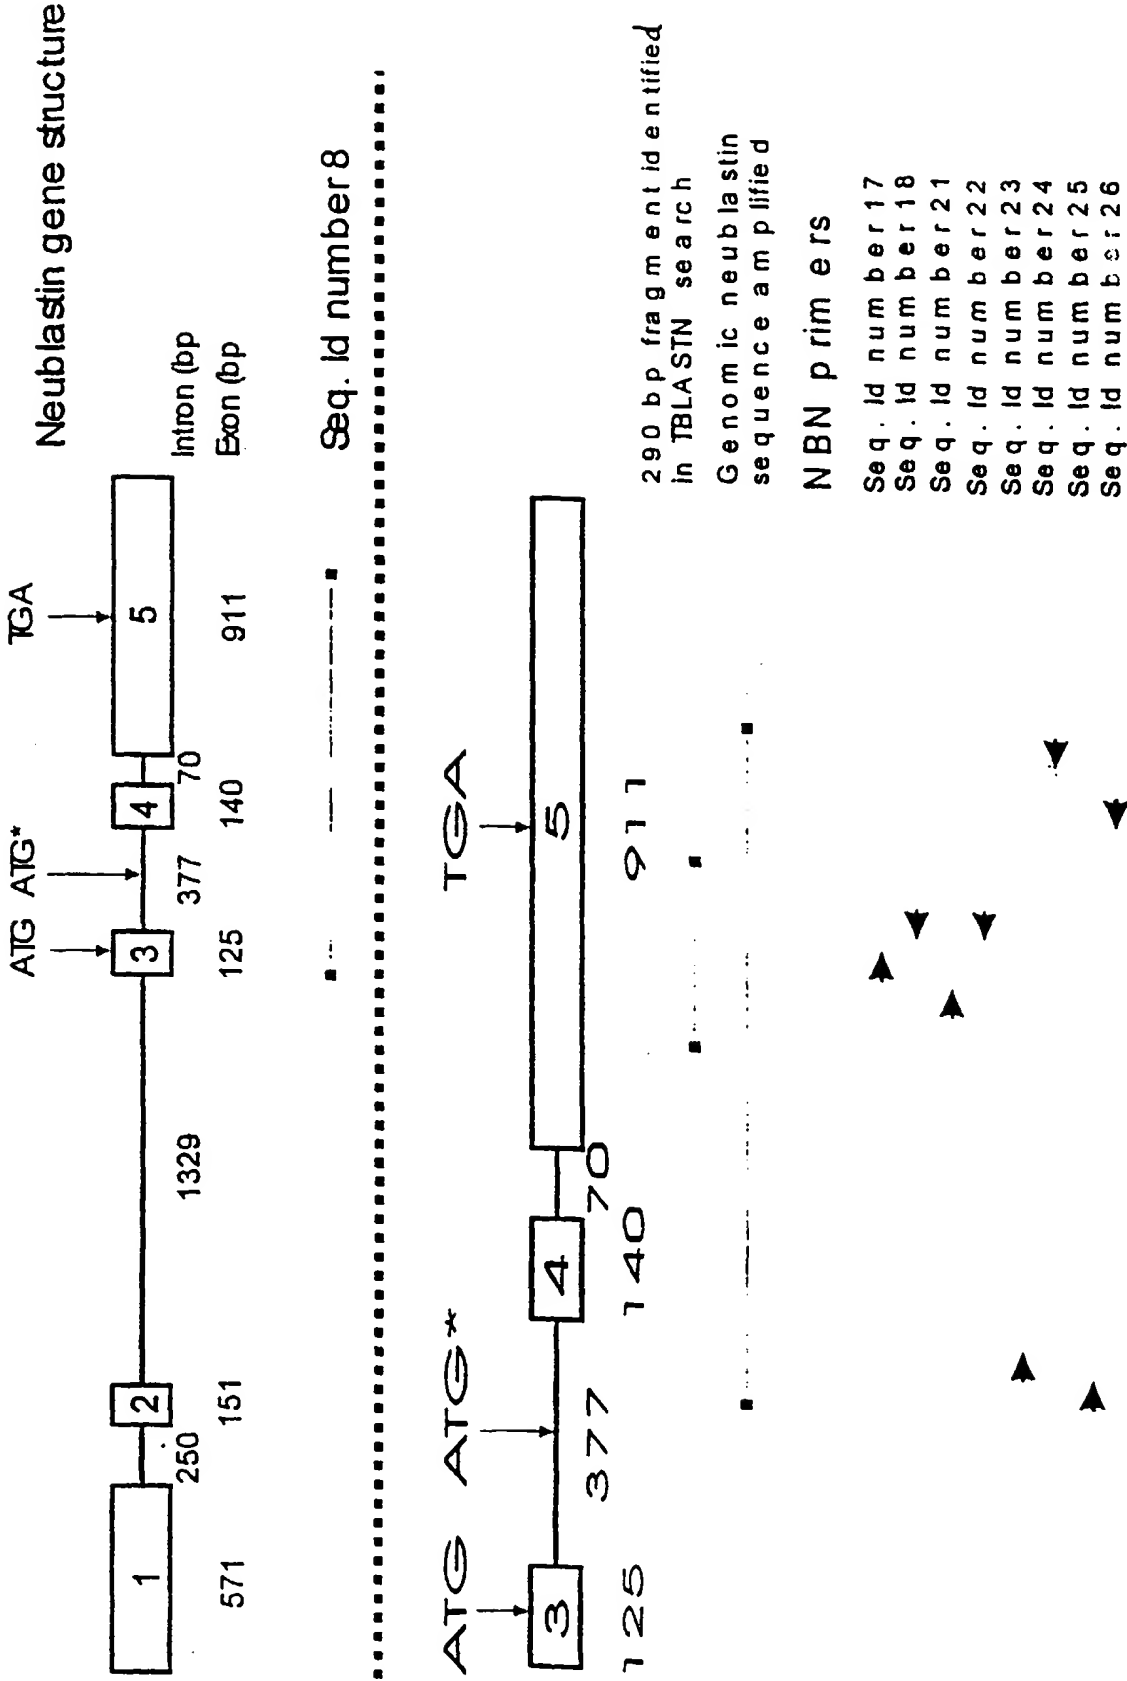 Neublastin gene structure
ATG ATG* TGA
1 2 3 4 5
250 1329 377 70 Intron (bp
571 151 125 140 911 Exon (bp
Seq. Id number 8
ATG ATG* TGA
3 4 5
377 70
125 140 911
290 bp fragment identified
in TBLASTN search
Genomic neublastin
sequence amplified
NBN primers
Seq. Id number 17
Seq. Id number 18
Seq. Id number 21
Seq. Id number 22
Seq. Id number 23
Seq. Id number 24
Seq. Id number 25
Seq. Id number 26